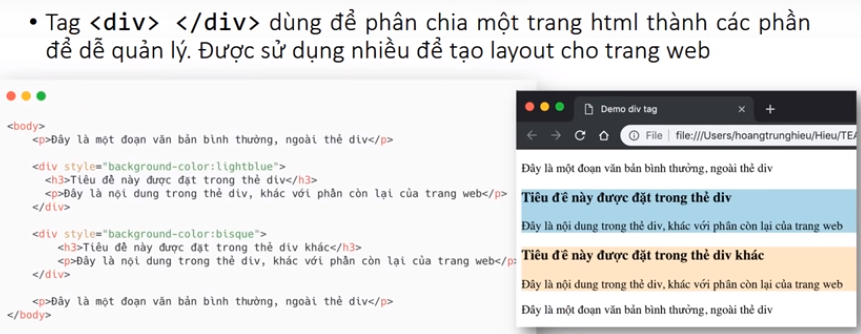 • Tag <div> </div> dùng để phân chia một trang html thành các phần
để dễ quản lý. Được sử dụng nhiều để tạo layout cho trang web
<body>
<p>Đây là một đoạn văn bản bình thường, ngoài thẻ div</p>
<div style="background-color:lightblue">
<h3>Tiêu đề này được đặt trong thẻ div</h3>
<p>Đây là nội dung trong thẻ div, khác với phần còn lại của trang web</p>
</div>
<div style="background-color:bisque">
<h3>Tiêu đề này được đặt trong thẻ div khác</h3>
<p>Đây là nội dung trong thẻ div, khác với phần còn lại của trang web</p>
</div>
<p>Đây là một đoạn văn bản bình thường, ngoài thẻ div</p>
</body>
Demo div tag
File | file:///Users/hoangtrunghieu/Hieu/TEA
Đây là một đoạn văn bản bình thường, ngoài thẻ div
Tiêu đề này được đặt trong thẻ div
Đây là nội dung trong thẻ div, khác với phần còn lại của trang web
Tiêu đề này được đặt trong thẻ div khác
Đây là nội dung trong thẻ div, khác với phần còn lại của trang web
Đây là một đoạn văn bản bình thường, ngoài thẻ div